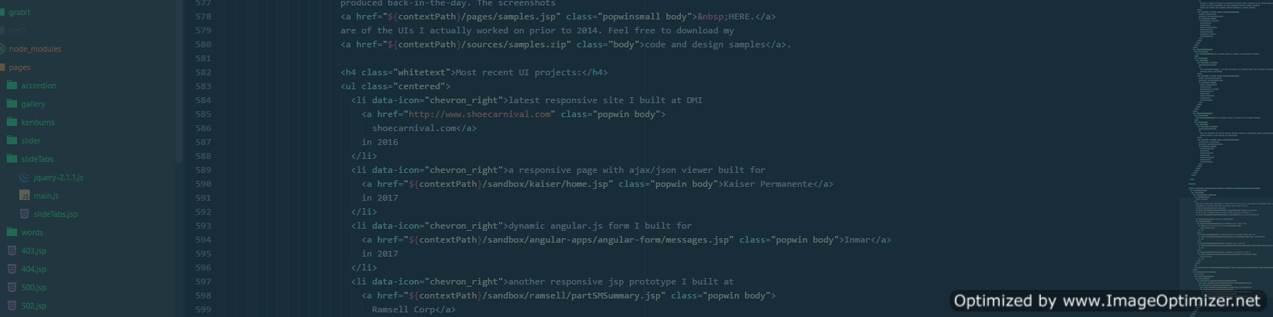 577 produced back-in-the-day. The screenshots
578 <a href="${contextPath}/pages/samples.jsp" class="popwinsmall body">&nbsp;HERE.</a>
579 are of the UIs I actually worked on prior to 2014. Feel free to download my
580 <a href="${contextPath}/sources/samples.zip" class="body">code and design samples</a>.
581
582 <h4 class="whitetext">Most recent UI projects:</h4>
583 <ul class="centered">
584 <li data-icon="chevron_right">latest responsive site I built at DMI
585 <a href="http://www.shoecarnival.com" class="popwin body">
586 shoecarnival.com</a>
587 in 2016
588 </li>
589 <li data-icon="chevron_right">a responsive page with ajax/json viewer built for
590 <a href="${contextPath}/sandbox/kaiser/home.jsp" class="popwin body">Kaiser Permanente</a>
591 in 2017
592 </li>
593 <li data-icon="chevron_right">dynamic angular.js form I built for
594 <a href="${contextPath}/sandbox/angular-apps/angular-form/messages.jsp" class="popwin body">Inmar</a>
595 in 2017
596 </li>
597 <li data-icon="chevron_right">another responsive jsp prototype I built at
598 <a href="${contextPath}/sandbox/ramsell/partSMSummary.jsp" class="popwin body">
599 Ramsell Corp</a>
node_modules
pages
accordion
gallery
kenburns
slider
slideTabs
jquery-2.1.1.js
main.js
slideTabs.jsp
words
403.jsp
404.jsp
500.jsp
502.jsp
Optimized by www.ImageOptimizer.net